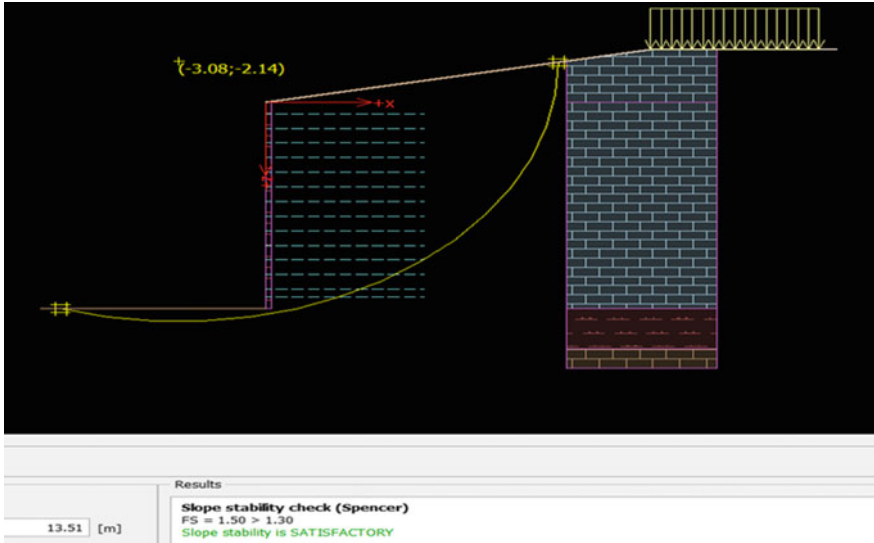 (-3.08;-2.14)
+x
Results
Slope stability check (Spencer)
FS = 1.50 > 1.30
13.51 [m]
Slope stability is SATISFACTORY